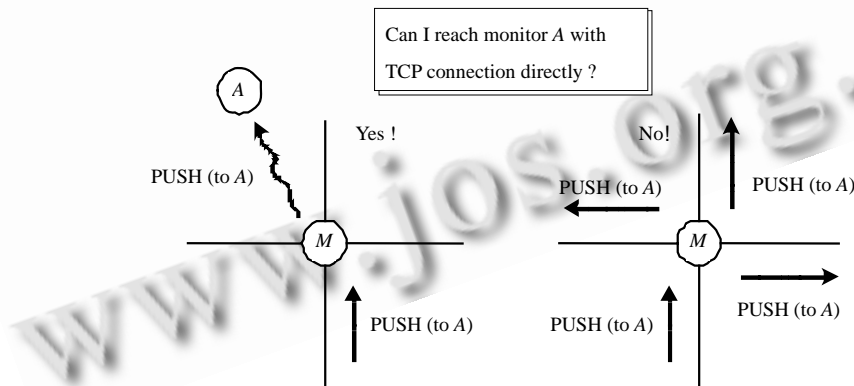 Can I reach monitor A with
TCP connection directly ?
A
Yes !
No!
PUSH (to A)
PUSH (to A)
PUSH (to A)
M
M
PUSH (to A)
PUSH (to A)
PUSH (to A)
www.jos.org.